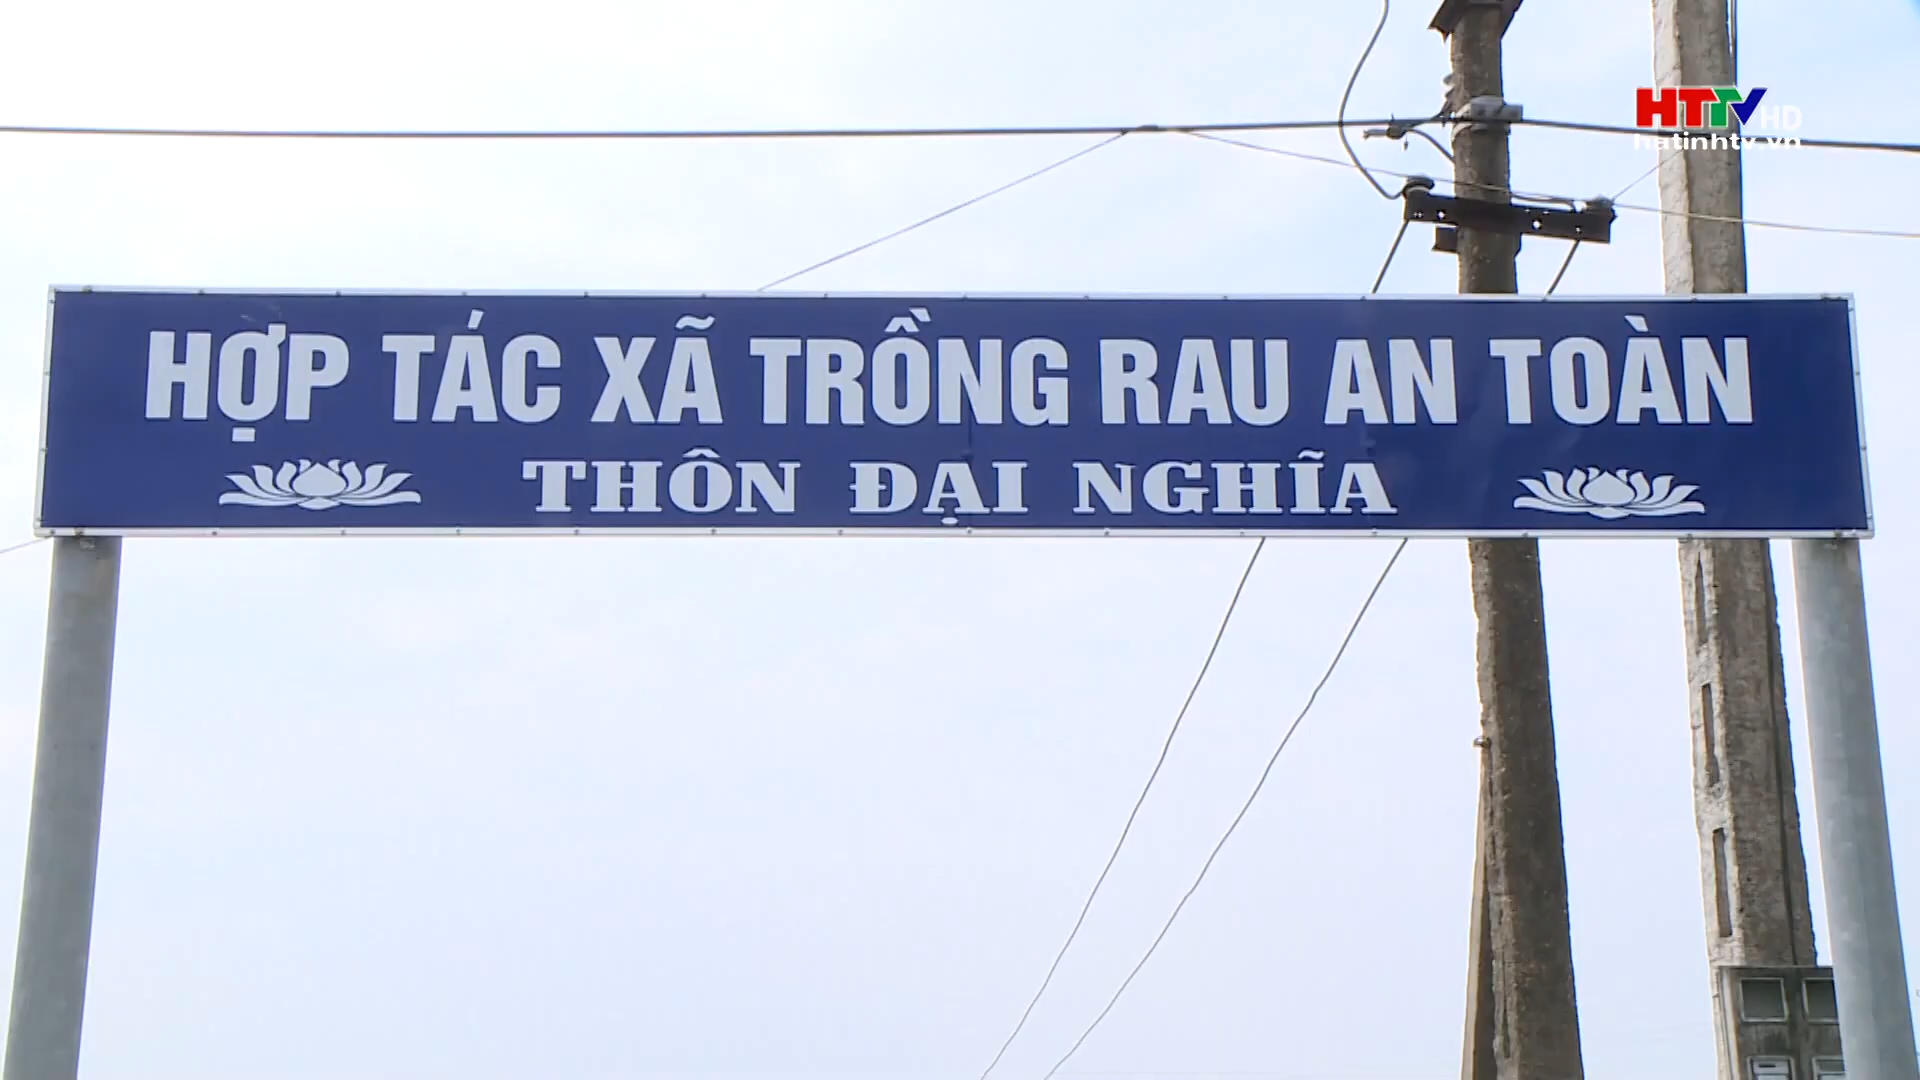 HTTV HD
hatinhtv.vn
HỢP TÁC XÃ TRỒNG RAU AN TOÀN
THÔN ĐẠI NGHĨA